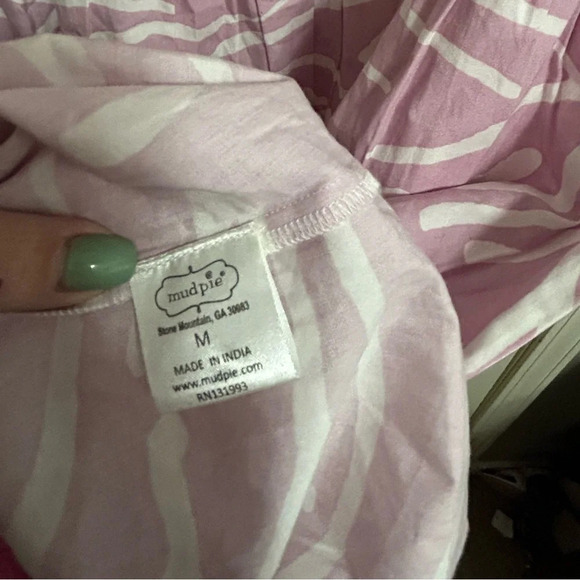 mudpie
Stone Mountain, GA 30083
M
MADE IN INDIA
www.mudpie.com
RN131993